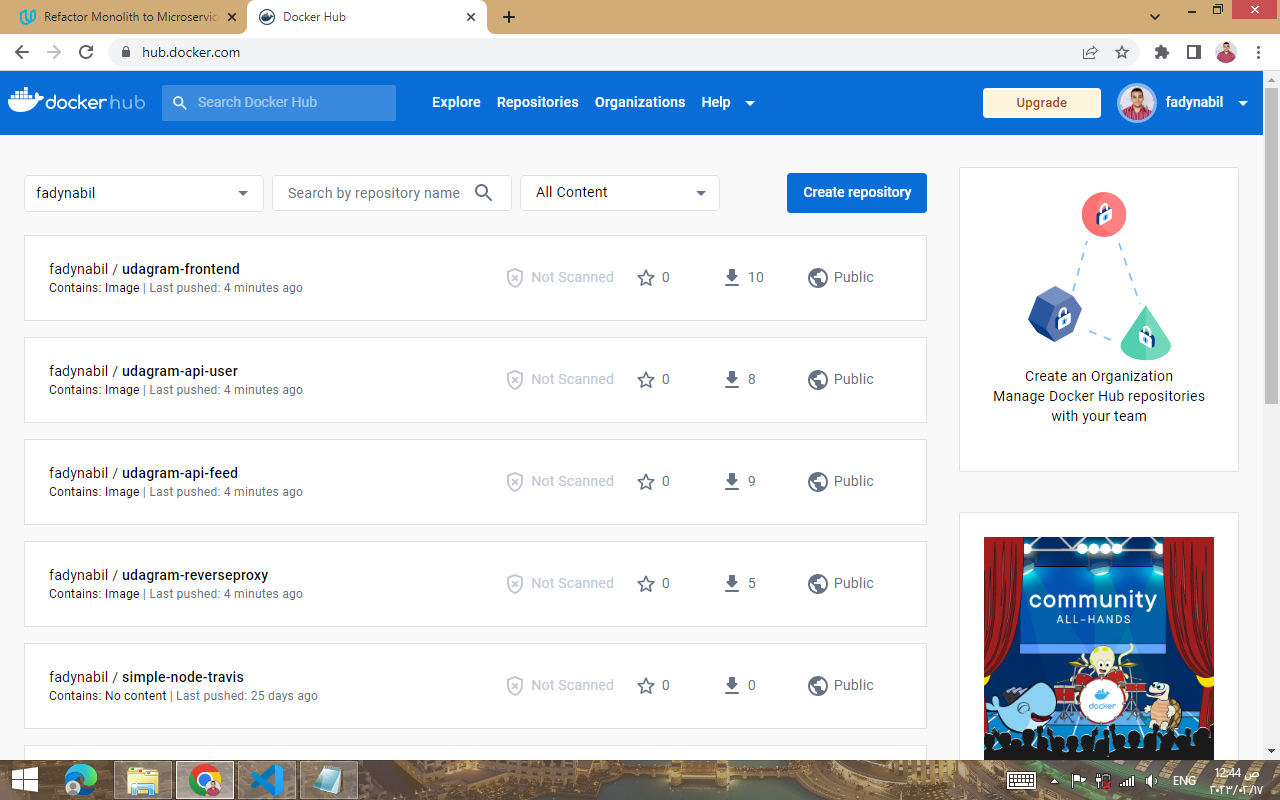 Refactor Monolith to Microservic
Docker Hub
hub.docker.com
docker hub
Search Docker Hub
Explore
Repositories
Organizations
Help
Upgrade
fadynabil
fadynabil
Search by repository name
All Content
Create repository
fadynabil / udagram-frontend
Contains: Image | Last pushed: 4 minutes ago
Not Scanned
0
10
Public
fadynabil / udagram-api-user
Contains: Image | Last pushed: 4 minutes ago
Not Scanned
0
8
Public
fadynabil / udagram-api-feed
Contains: Image | Last pushed: 4 minutes ago
Not Scanned
0
9
Public
fadynabil / udagram-reverseproxy
Contains: Image | Last pushed: 4 minutes ago
Not Scanned
0
5
Public
fadynabil / simple-node-travis
Contains: No content | Last pushed: 25 days ago
Not Scanned
0
0
Public
Create an Organization
Manage Docker Hub repositories
with your team
community
ALL-HANDS
docker
ENG
12:44 ص
٢٠٢٣/٠٢/١٧